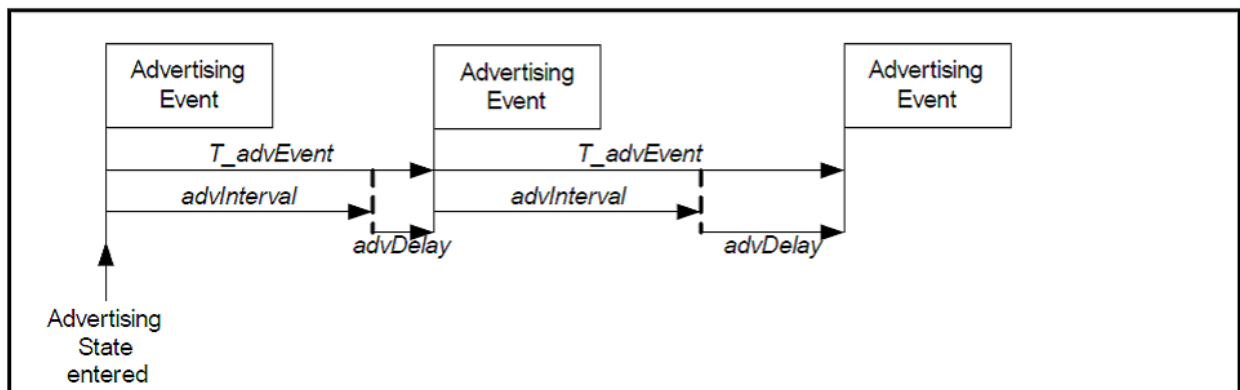 Advertising
Event
Advertising
Event
Advertising
Event
T_advEvent
T_advEvent
advInterval
advInterval
advDelay
advDelay
Advertising
State
entered